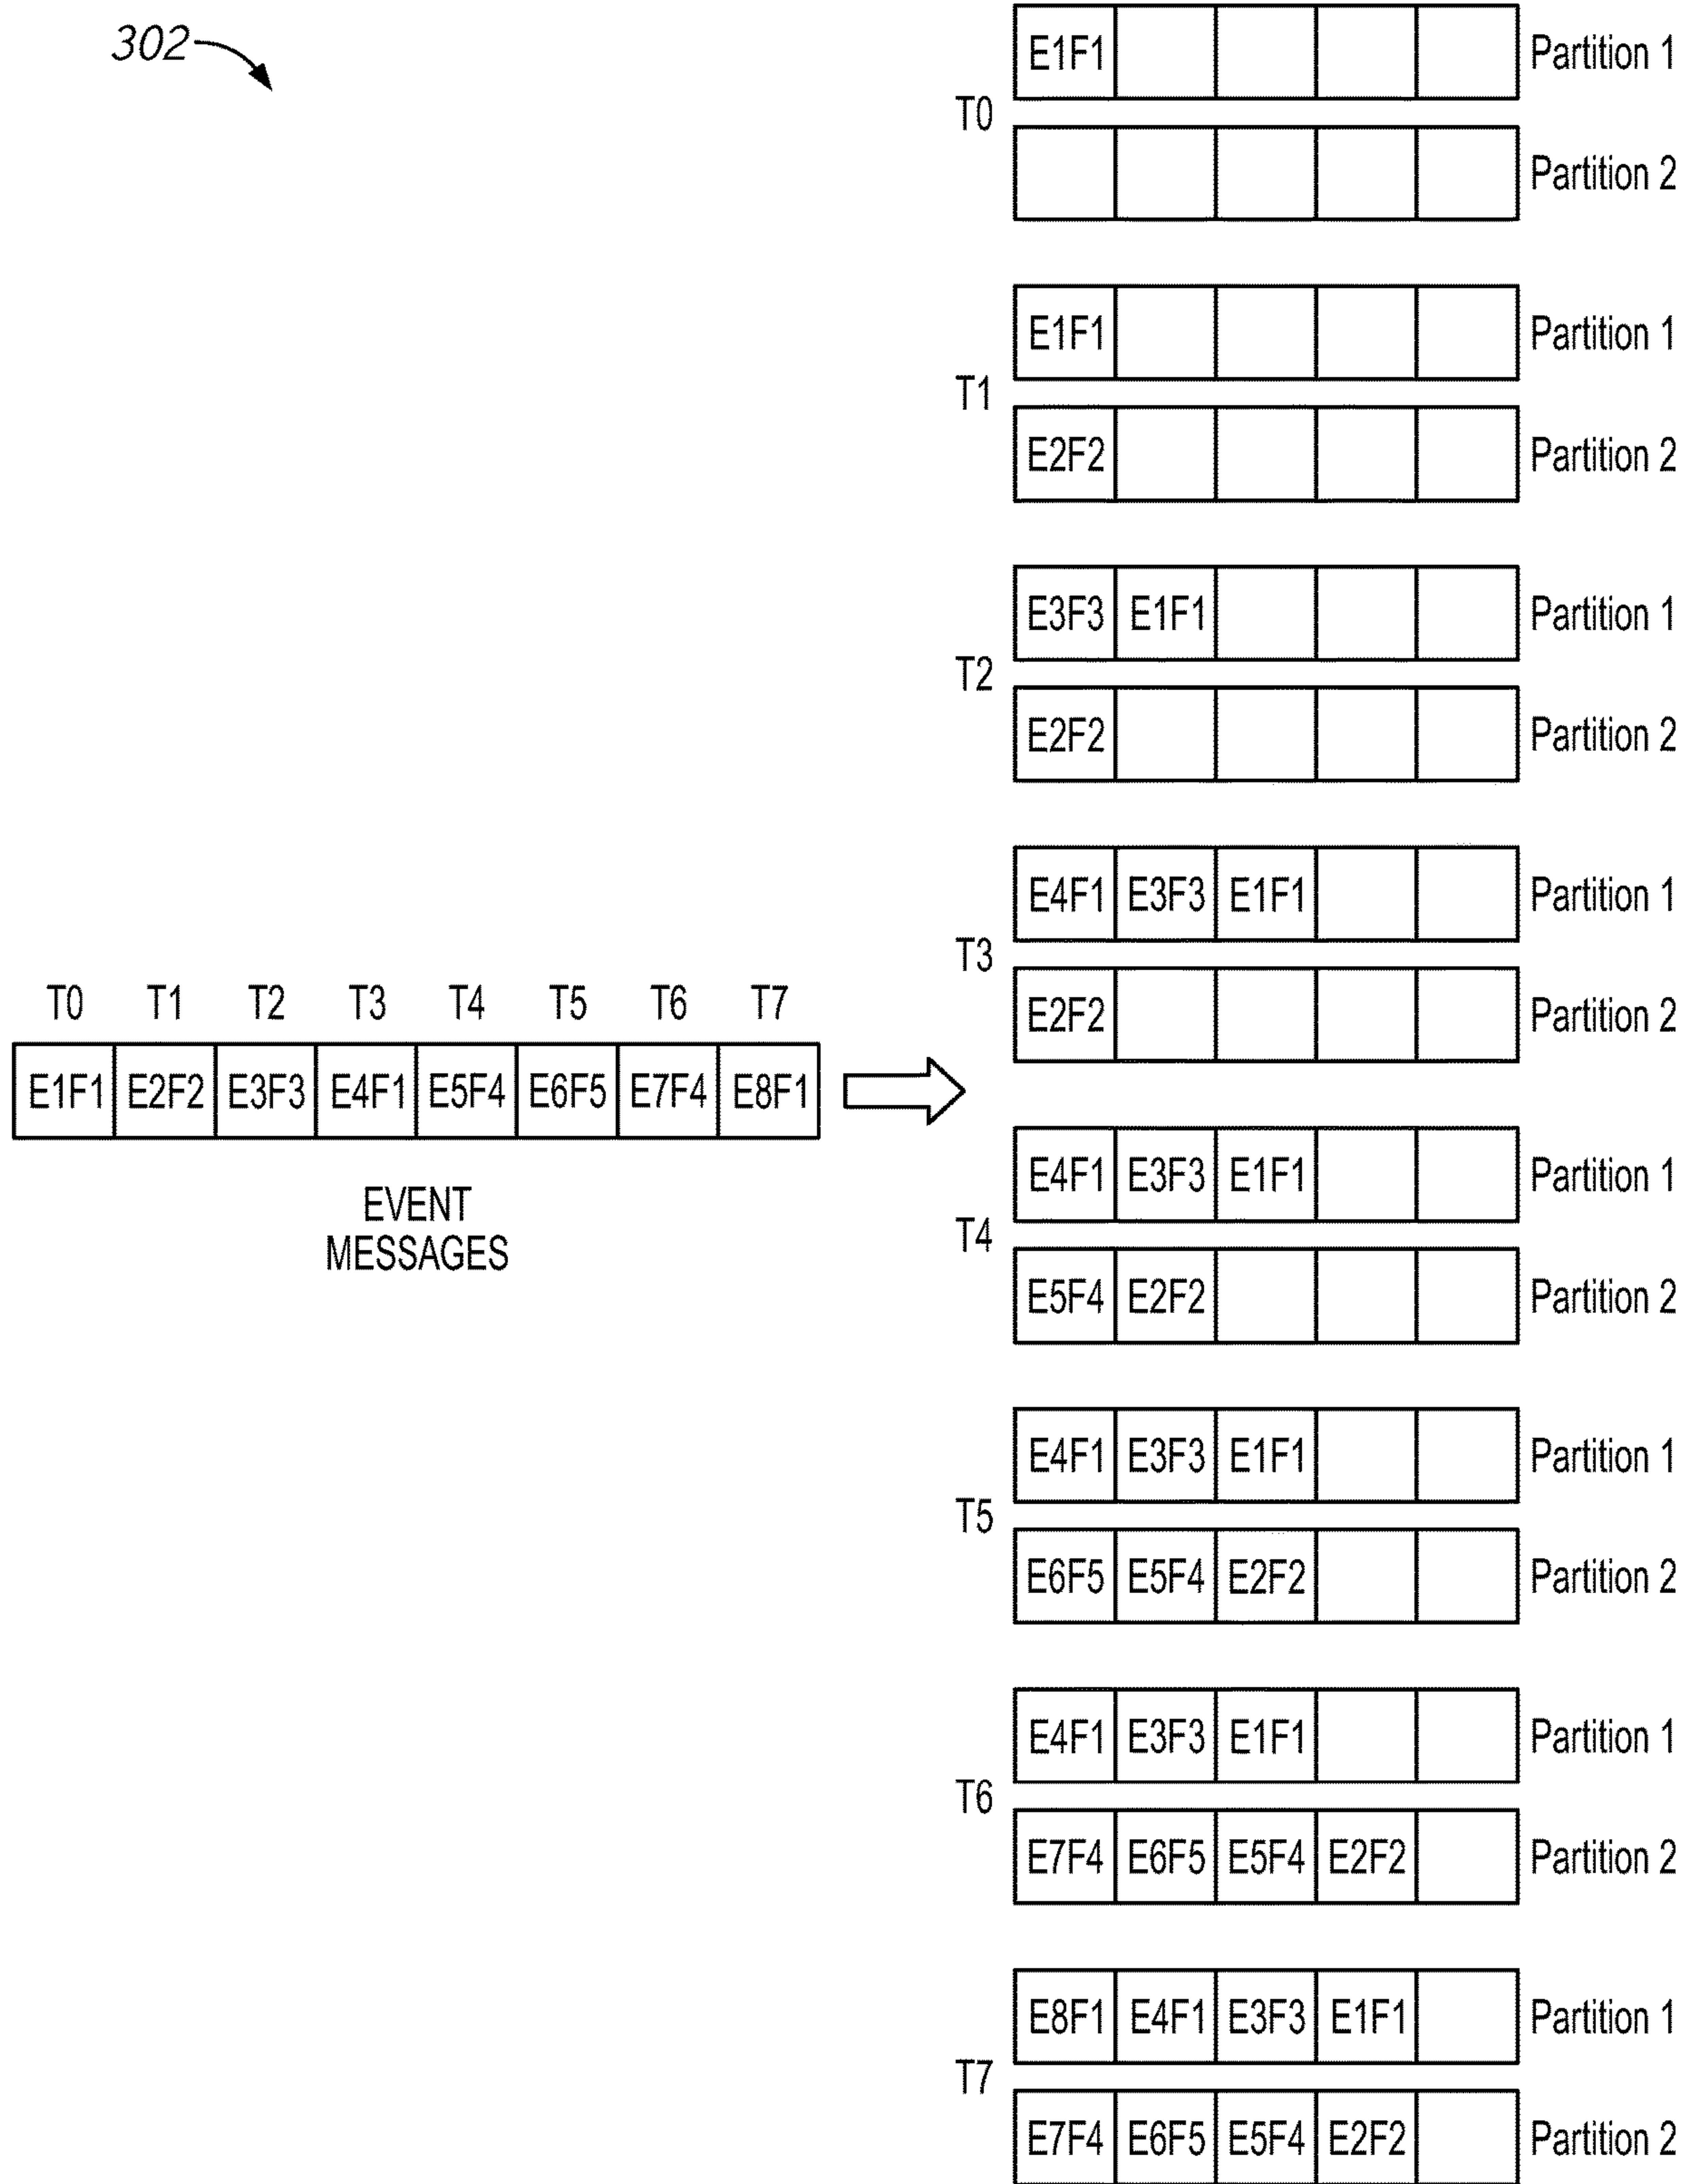 302
T0 T1 T2 T3 T4 T5 T6 T7
E1F1 E2F2 E3F3 E4F1 E5F4 E6F5 E7F4 E8F1
EVENT
MESSAGES
T0
E1F1 Partition 1
Partition 2
T1
E1F1 Partition 1
E2F2 Partition 2
T2
E3F3 E1F1 Partition 1
E2F2 Partition 2
T3
E4F1 E3F3 E1F1 Partition 1
E2F2 Partition 2
T4
E4F1 E3F3 E1F1 Partition 1
E5F4 E2F2 Partition 2
T5
E4F1 E3F3 E1F1 Partition 1
E6F5 E5F4 E2F2 Partition 2
T6
E4F1 E3F3 E1F1 Partition 1
E7F4 E6F5 E5F4 E2F2 Partition 2
T7
E8F1 E4F1 E3F3 E1F1 Partition 1
E7F4 E6F5 E5F4 E2F2 Partition 2